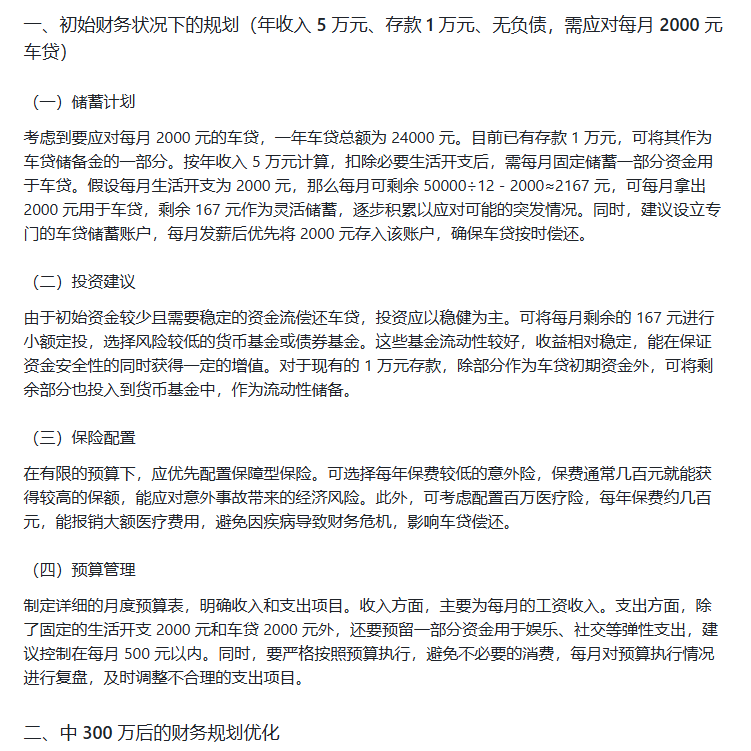 一、初始财务状况下的规划（年收入 5 万元、存款 1 万元、无负债，需应对每月 2000 元
车贷）
（一）储蓄计划
考虑到要应对每月 2000 元的车贷，一年车贷总额为 24000 元。目前已有存款 1 万元，可将其作为
车贷储备金的一部分。按年收入 5 万元计算，扣除必要生活开支后，需每月固定储蓄一部分资金用
于车贷。假设每月生活开支为 2000 元，那么每月可剩余 50000÷12 - 2000≈2167 元，可每月拿出
2000 元用于车贷，剩余 167 元作为灵活储蓄，逐步积累以应对可能的突发情况。同时，建议设立专
门的车贷储蓄账户，每月发薪后优先将 2000 元存入该账户，确保车贷按时偿还。
（二）投资建议
由于初始资金较少且需要稳定的资金流偿还车贷，投资应以稳健为主。可将每月剩余的 167 元进行
小额定投，选择风险较低的货币基金或债券基金。这些基金流动性较好，收益相对稳定，能在保证
资金安全性的同时获得一定的增值。对于现有的 1 万元存款，除部分作为车贷初期资金外，可将剩
余部分也投入到货币基金中，作为流动性储备。
（三）保险配置
在有限的预算下，应优先配置保障型保险。可选择每年保费较低的意外险，保费通常几百元就能获
得较高的保额，能应对意外事故带来的经济风险。此外，可考虑配置百万医疗险，每年保费约几百
元，能报销大额医疗费用，避免因疾病导致财务危机，影响车贷偿还。
（四）预算管理
制定详细的月度预算表，明确收入和支出项目。收入方面，主要为每月的工资收入。支出方面，除
了固定的生活开支 2000 元和车贷 2000 元外，还要预留一部分资金用于娱乐、社交等弹性支出，建
议控制在每月 500 元以内。同时，要严格按照预算执行，避免不必要的消费，每月对预算执行情况
进行复盘，及时调整不合理的支出项目。
二、中 300 万后的财务规划优化